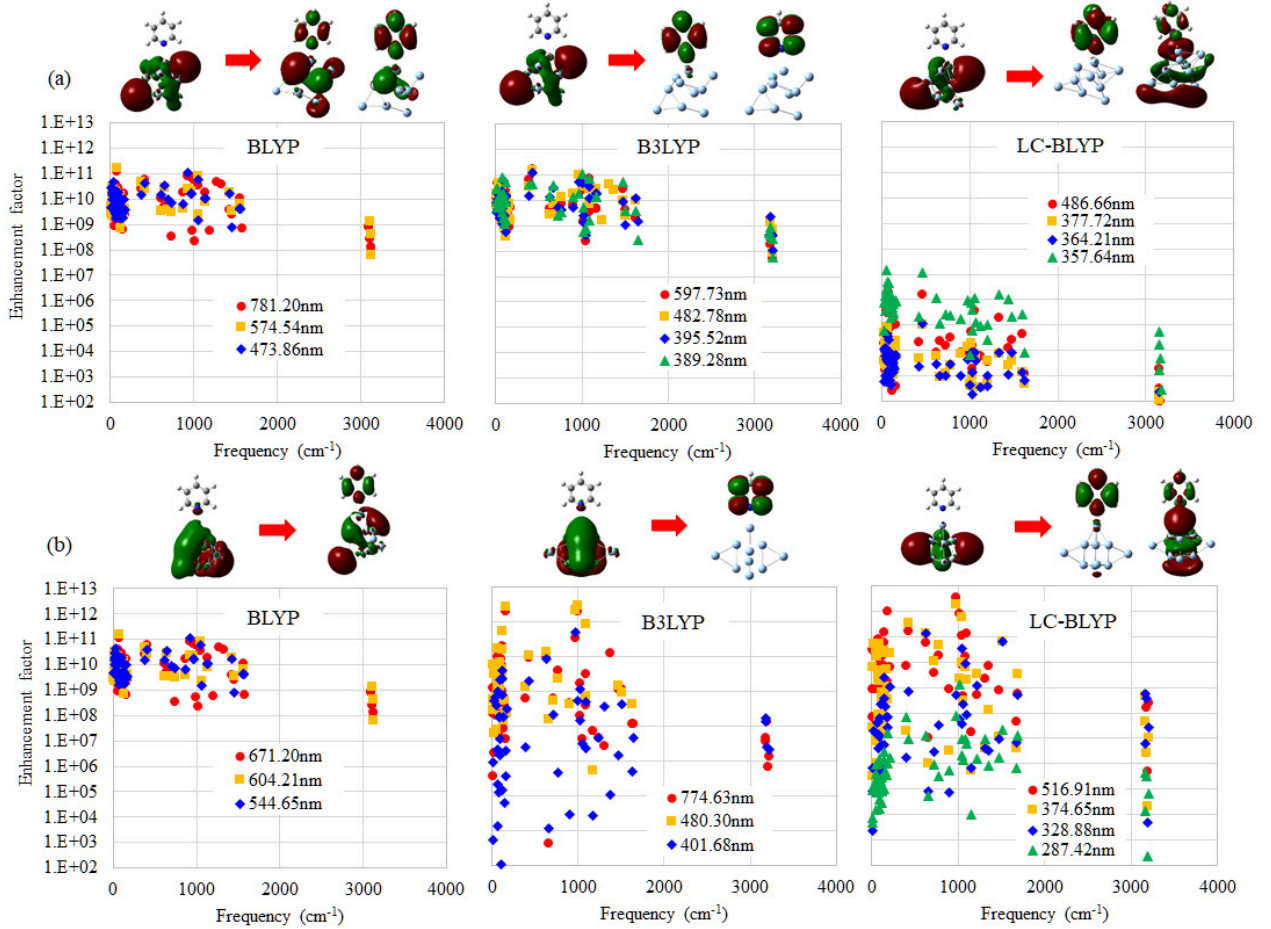 (a)
Enhancement factor
1.E+13
1.E+12
1.E+11
1.E+10
1.E+09
1.E+08
1.E+07
1.E+06
1.E+05
1.E+04
1.E+03
1.E+02
BLYP
781.20nm
574.54nm
473.86nm
0 1000 2000 3000 4000
Frequency (cm-1)
B3LYP
597.73nm
482.78nm
395.52nm
389.28nm
0 1000 2000 3000 4000
Frequency (cm-1)
LC-BLYP
486.66nm
377.72nm
364.21nm
357.64nm
0 1000 2000 3000 4000
Frequency (cm-1)
(b)
Enhancement factor
1.E+13
1.E+12
1.E+11
1.E+10
1.E+09
1.E+08
1.E+07
1.E+06
1.E+05
1.E+04
1.E+03
1.E+02
BLYP
671.20nm
604.21nm
544.65nm
0 1000 2000 3000 4000
Frequency (cm-1)
B3LYP
774.63nm
480.30nm
401.68nm
0 1000 2000 3000 4000
Frequency (cm-1)
LC-BLYP
516.91nm
374.65nm
328.88nm
287.42nm
0 1000 2000 3000 4000
Frequency (cm-1)